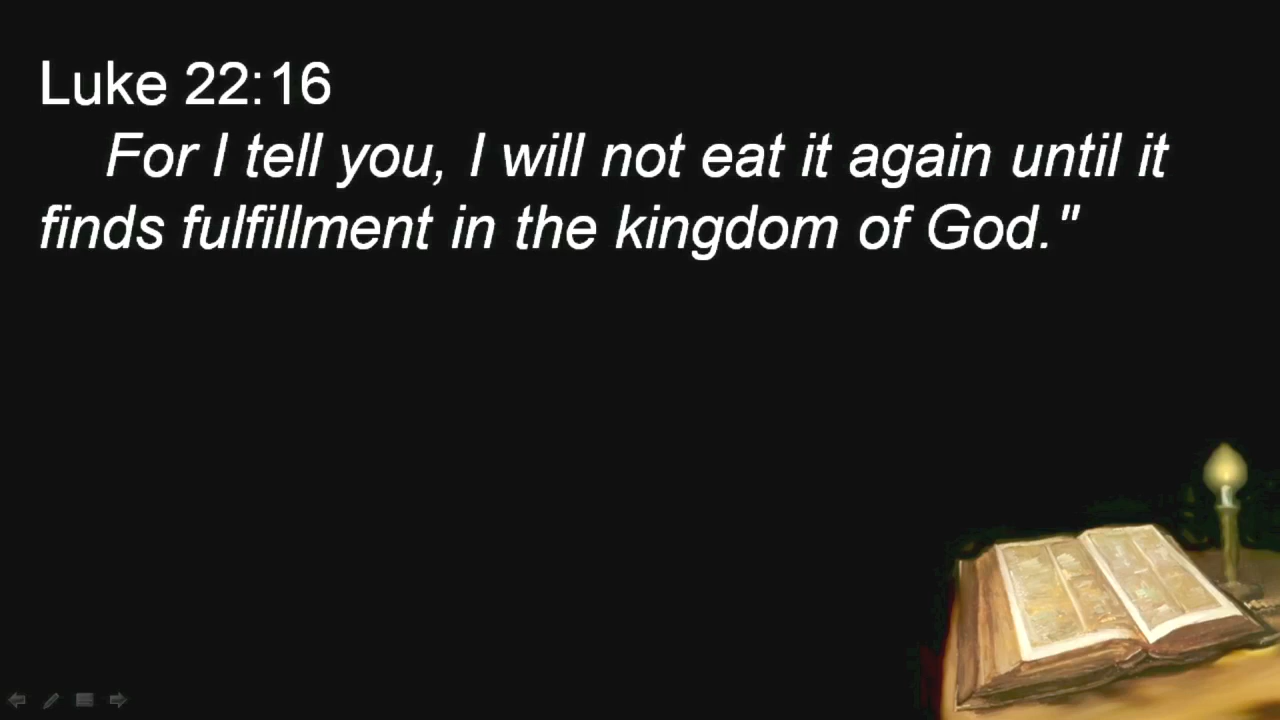 Luke 22:16
For I tell you, I will not eat it again until it
finds fulfillment in the kingdom of God."